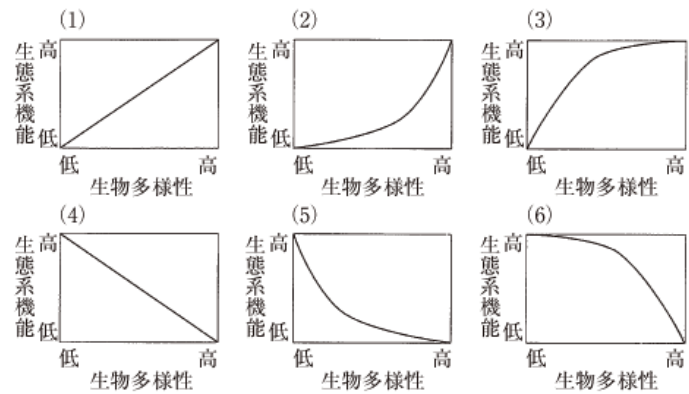 (1)
生態系機能
高
低
低 高
生物多様性
(2)
生態系機能
高
低
低 高
生物多様性
(3)
生態系機能
高
低
低 高
生物多様性
(4)
生態系機能
高
低
低 高
生物多様性
(5)
生態系機能
高
低
低 高
生物多様性
(6)
生態系機能
高
低
低 高
生物多様性